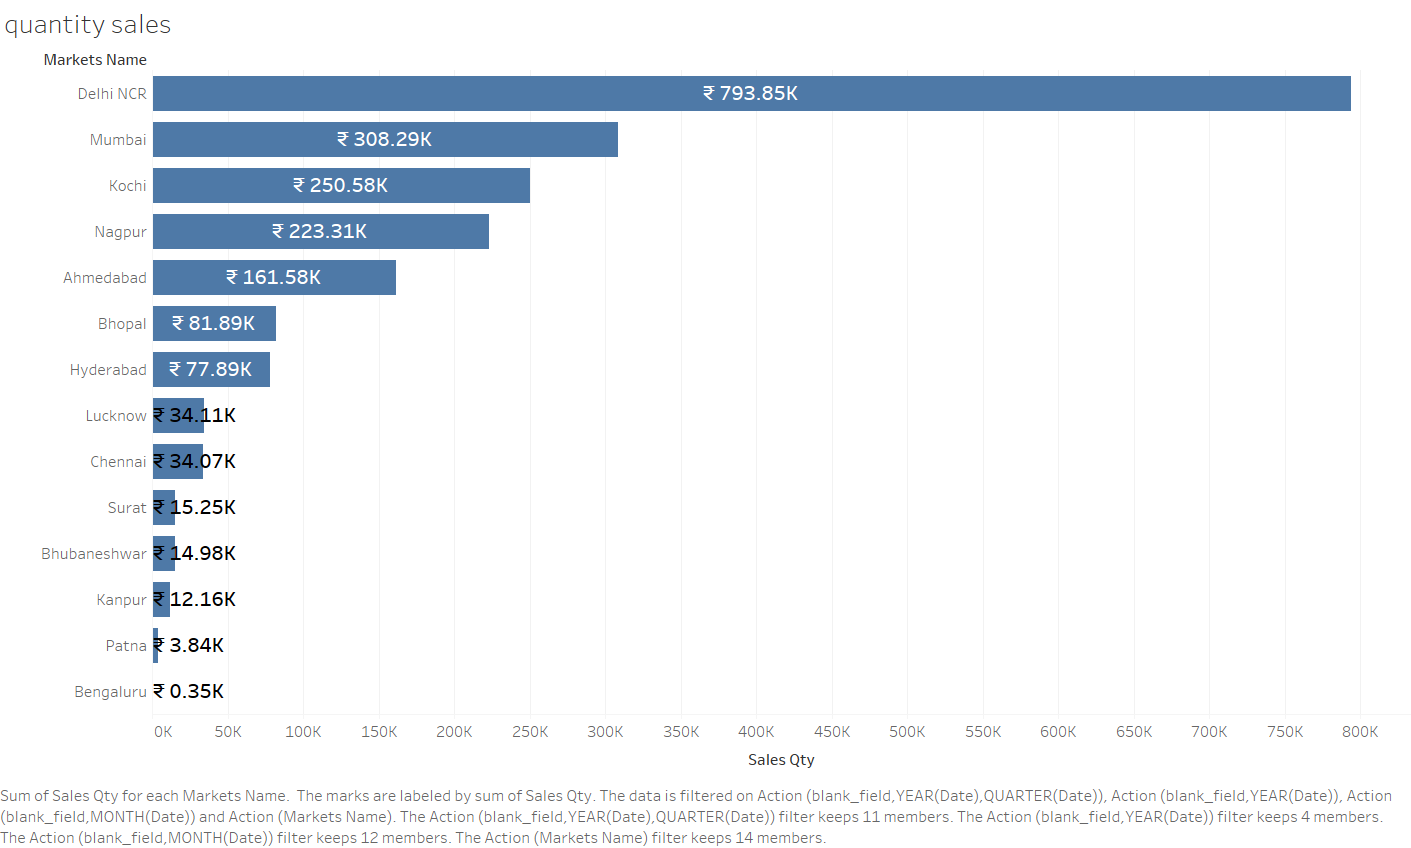 quantity sales
Markets Name
Delhi NCR ₹ 793.85K
Mumbai ₹ 308.29K
Kochi ₹ 250.58K
Nagpur ₹ 223.31K
Ahmedabad ₹ 161.58K
Bhopal ₹ 81.89K
Hyderabad ₹ 77.89K
Lucknow ₹ 34.11K
Chennai ₹ 34.07K
Surat ₹ 15.25K
Bhubaneshwar ₹ 14.98K
Kanpur ₹ 12.16K
Patna ₹ 3.84K
Bengaluru ₹ 0.35K
0K 50K 100K 150K 200K 250K 300K 350K 400K 450K 500K 550K 600K 650K 700K 750K 800K
Sales Qty
Sum of Sales Qty for each Markets Name.  The marks are labeled by sum of Sales Qty. The data is filtered on Action (blank_field,YEAR(Date),QUARTER(Date)), Action (blank_field,YEAR(Date)), Action
(blank_field,MONTH(Date)) and Action (Markets Name). The Action (blank_field,YEAR(Date),QUARTER(Date)) filter keeps 11 members. The Action (blank_field,YEAR(Date)) filter keeps 4 members.
The Action (blank_field,MONTH(Date)) filter keeps 12 members. The Action (Markets Name) filter keeps 14 members.